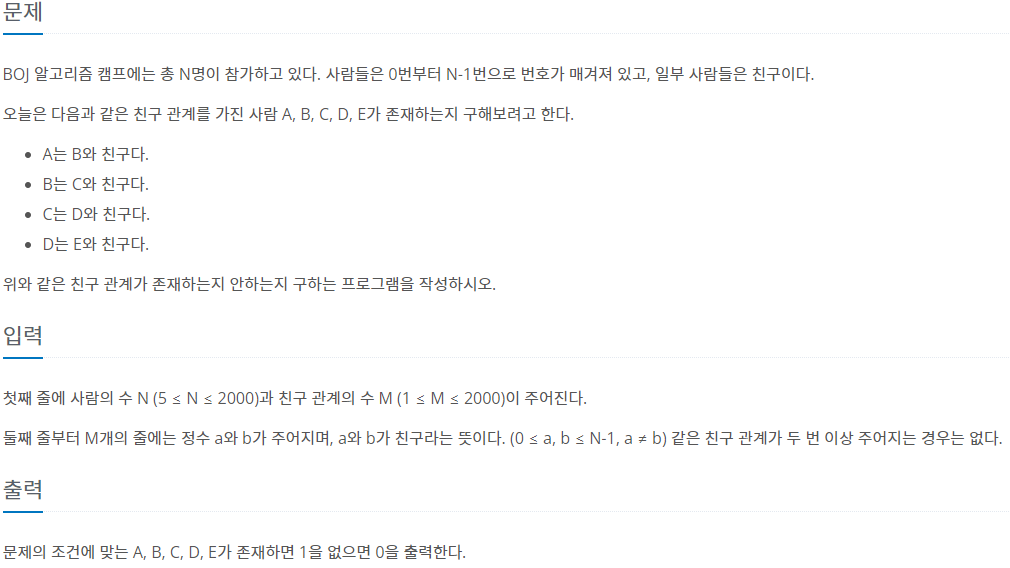 문제
BOJ 알고리즘 캠프에는 총 N명이 참가하고 있다. 사람들은 0번부터 N-1번으로 번호가 매겨져 있고, 일부 사람들은 친구이다.
오늘은 다음과 같은 친구 관계를 가진 사람 A, B, C, D, E가 존재하는지 구해보려고 한다.
• A는 B와 친구다.
• B는 C와 친구다.
• C는 D와 친구다.
• D는 E와 친구다.
위와 같은 친구 관계가 존재하는지 안하는지 구하는 프로그램을 작성하시오.
입력
첫째 줄에 사람의 수 N (5 ≤ N ≤ 2000)과 친구 관계의 수 M (1 ≤ M ≤ 2000)이 주어진다.
둘째 줄부터 M개의 줄에는 정수 a와 b가 주어지며, a와 b가 친구라는 뜻이다. (0 ≤ a, b ≤ N-1, a ≠ b) 같은 친구 관계가 두 번 이상 주어지는 경우는 없다.
출력
문제의 조건에 맞는 A, B, C, D, E가 존재하면 1을 없으면 0을 출력한다.